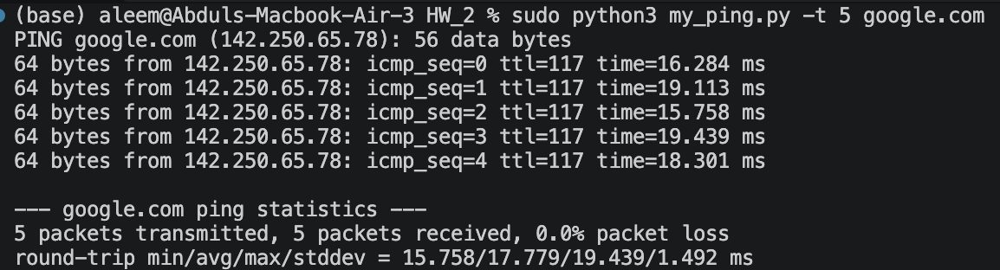 (base) aleem@Abduls-Macbook-Air-3 HW_2 % sudo python3 my_ping.py -t 5 google.com
PING google.com (142.250.65.78): 56 data bytes
64 bytes from 142.250.65.78: icmp_seq=0 ttl=117 time=16.284 ms
64 bytes from 142.250.65.78: icmp_seq=1 ttl=117 time=19.113 ms
64 bytes from 142.250.65.78: icmp_seq=2 ttl=117 time=15.758 ms
64 bytes from 142.250.65.78: icmp_seq=3 ttl=117 time=19.439 ms
64 bytes from 142.250.65.78: icmp_seq=4 ttl=117 time=18.301 ms

--- google.com ping statistics ---
5 packets transmitted, 5 packets received, 0.0% packet loss
round-trip min/avg/max/stddev = 15.758/17.779/19.439/1.492 ms